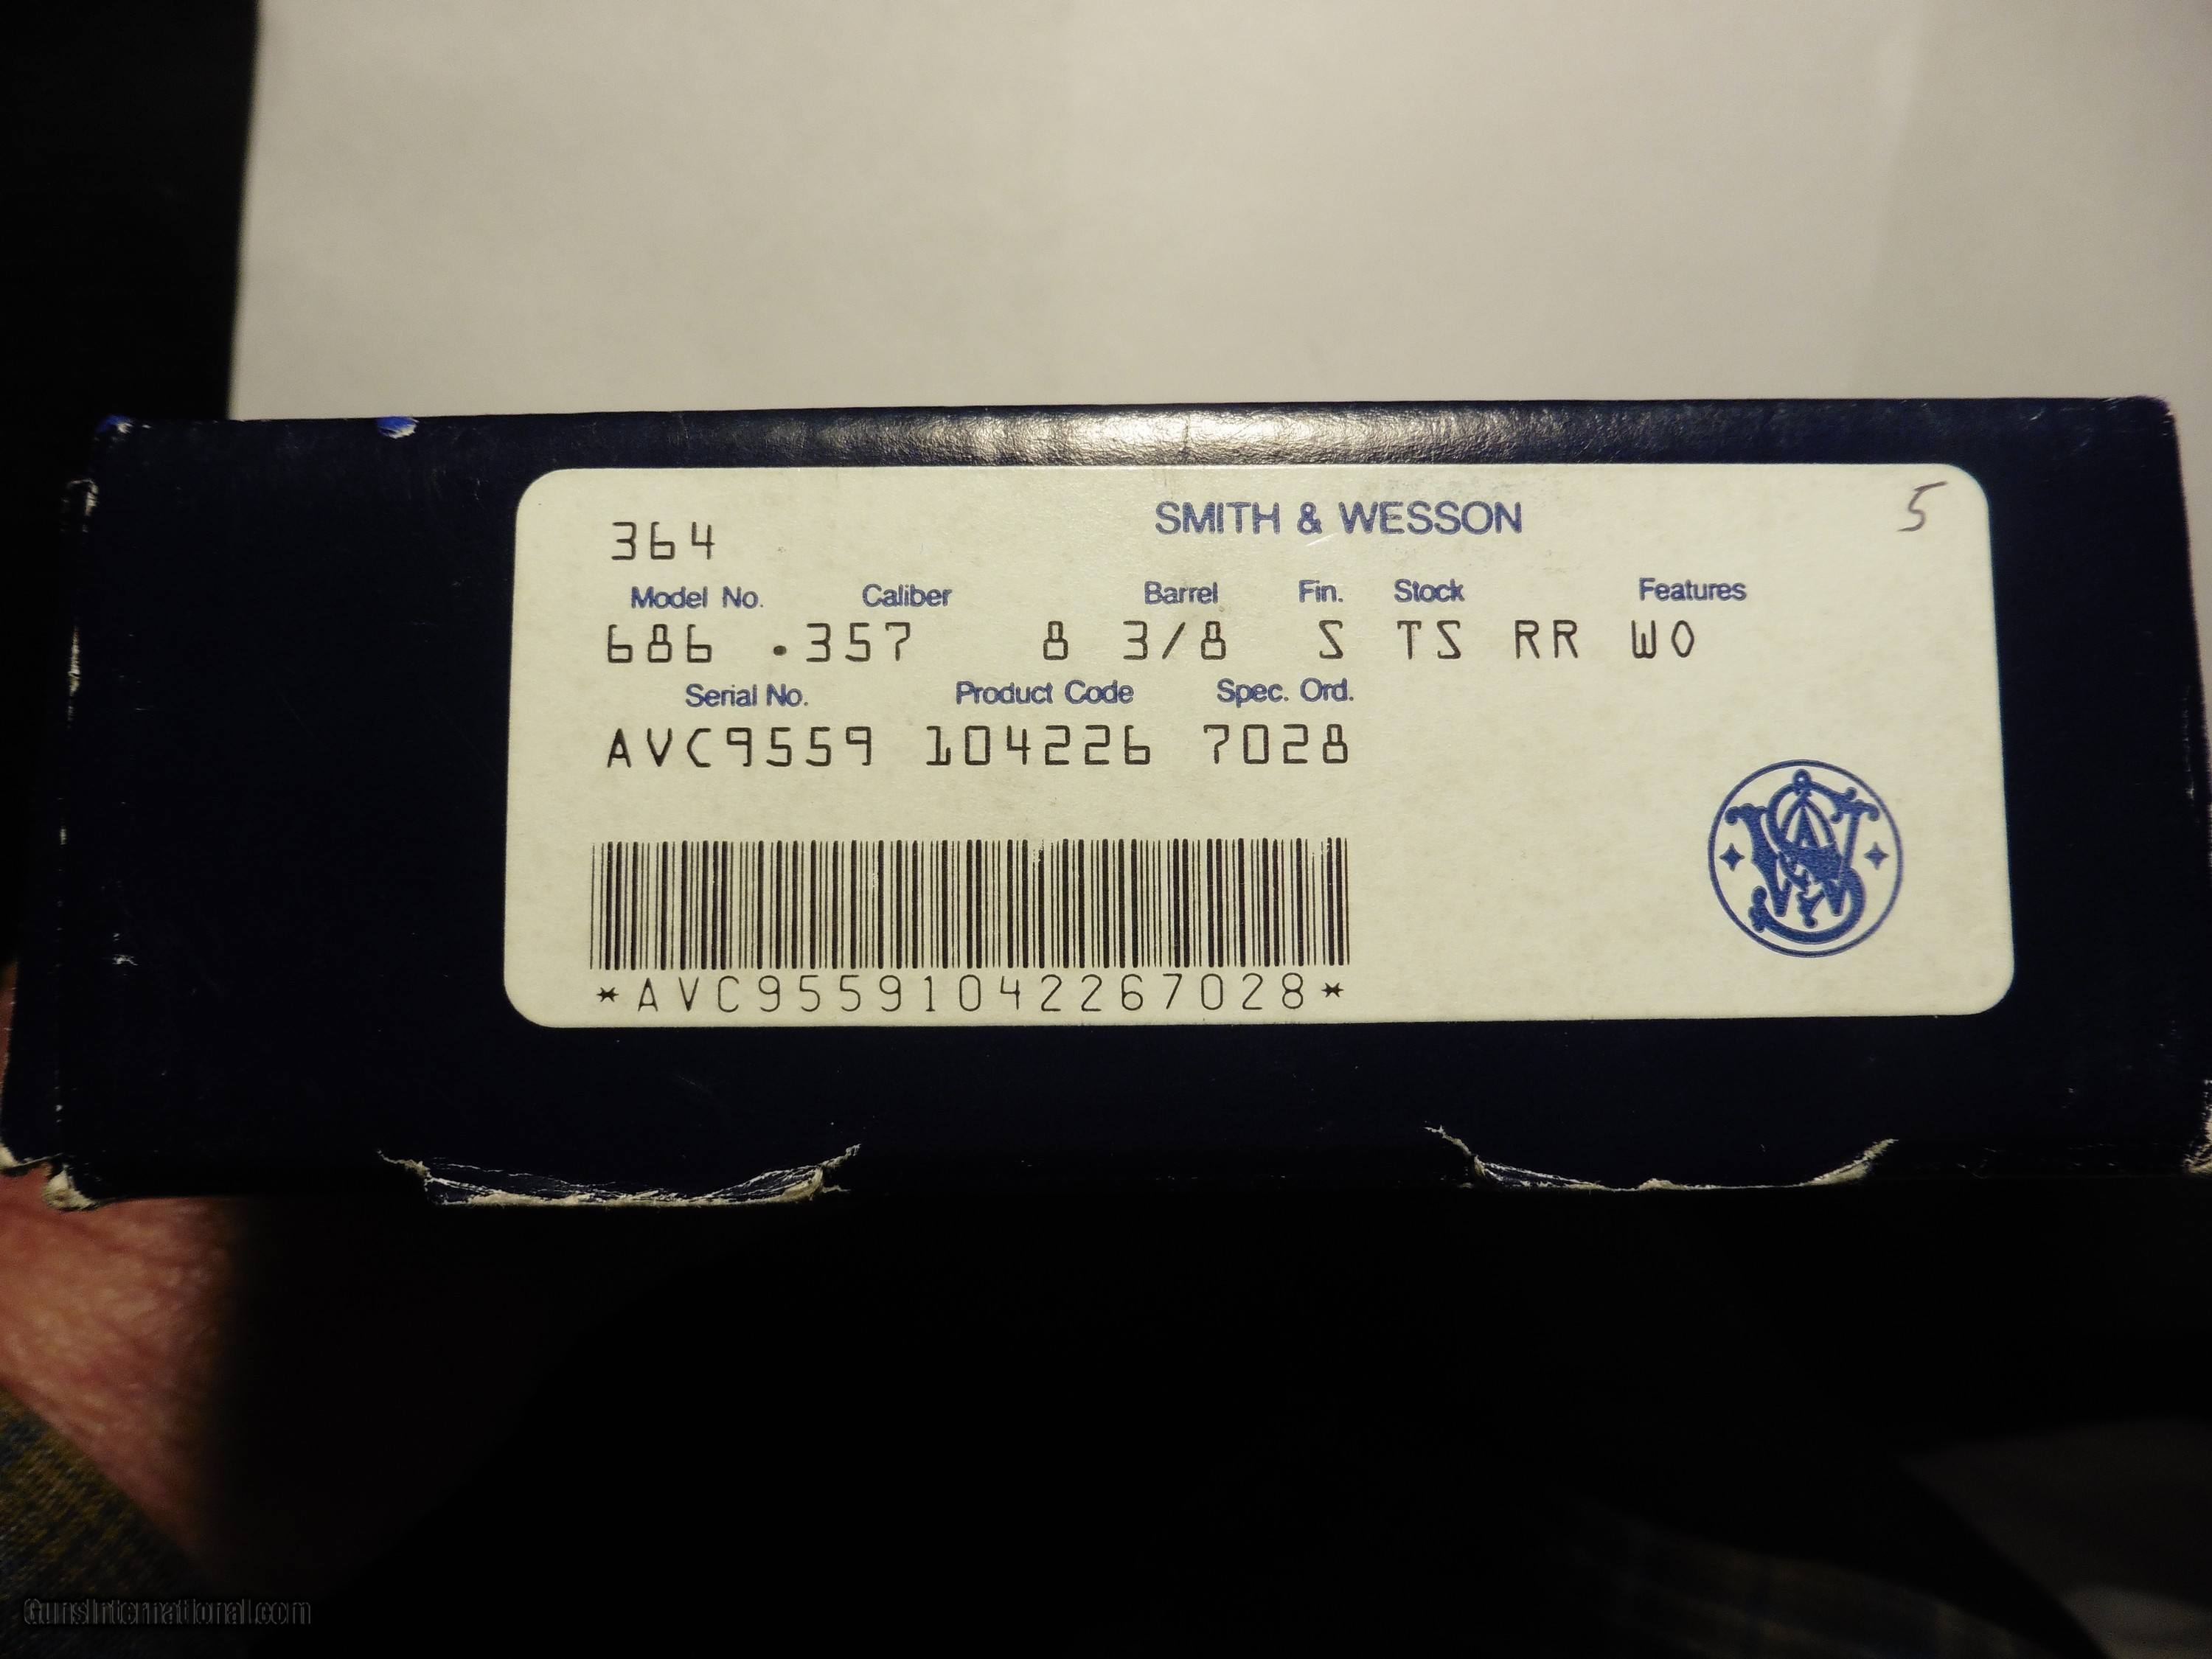 SMITH & WESSON 5
364
Model No. Caliber Barrel Fin. Stock Features
686 .357 8 3/8 S TS RR WO
Serial No. Product Code Spec. Ord.
AVC9559 104226 7028
*AVC95591042267028*
GunsInternational.com